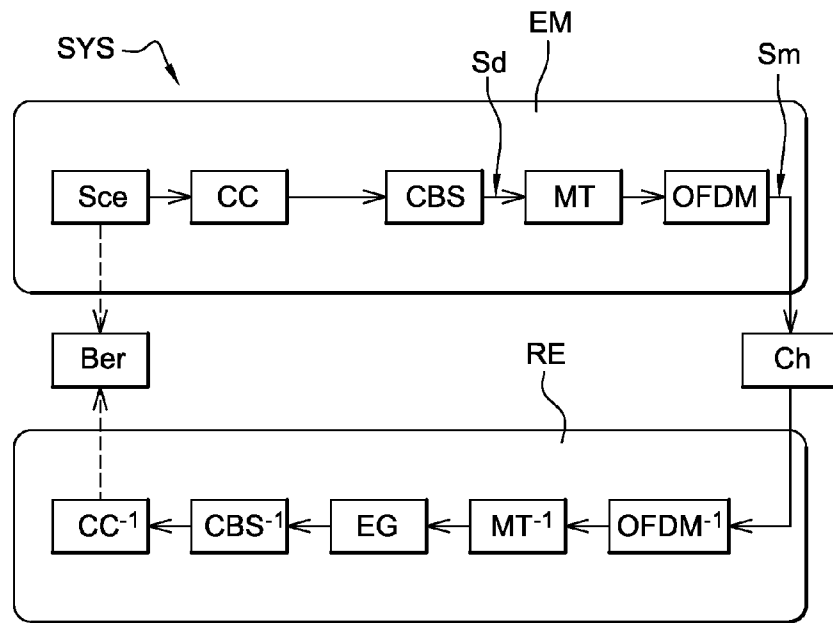 SYS
EM
Sd
Sm
Sce CC CBS MT OFDM
Ber
RE
Ch
CC⁻¹ CBS⁻¹ EG MT⁻¹ OFDM⁻¹